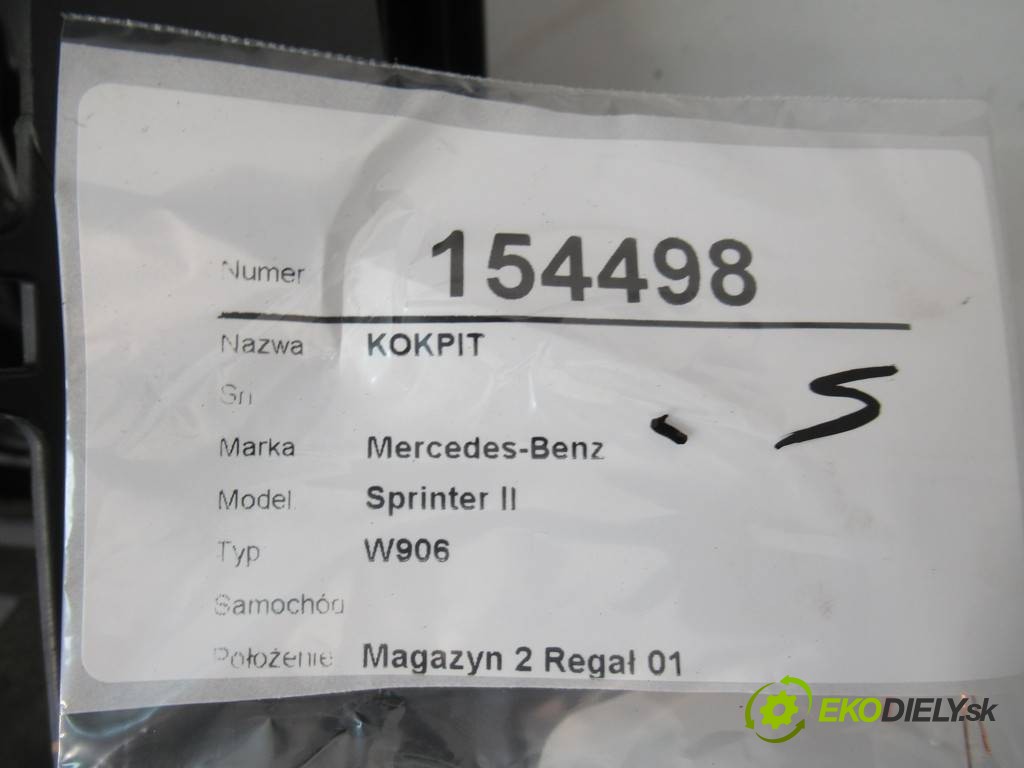 Numer 154498
Nazwa KOKPIT
Sn
Marka Mercedes-Benz
Model Sprinter II
Typ W906
Samochód
Położenie Magazyn 2 Regał 01
S
EKODIELY.sk